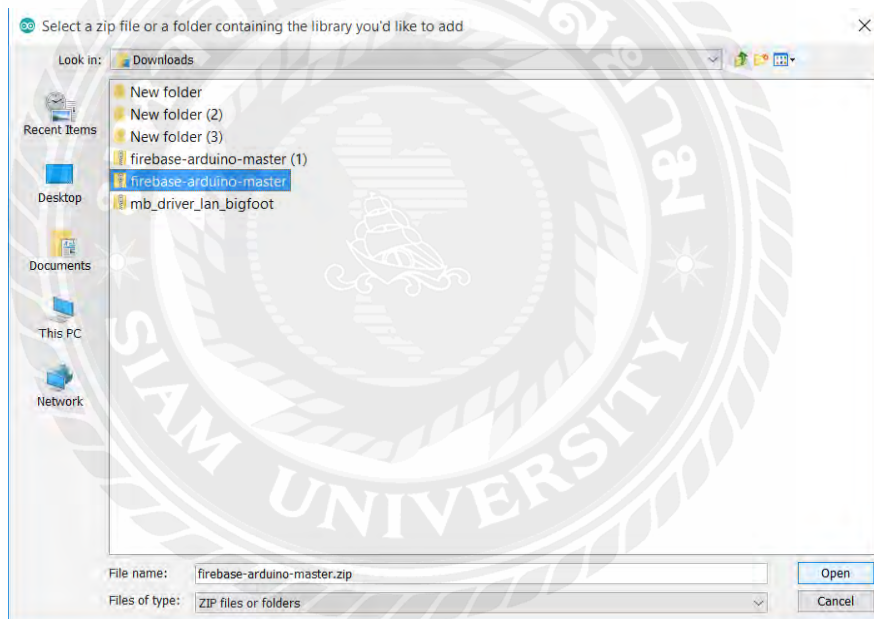 Select a zip file or a folder containing the library you'd like to add
Look in: Downloads
New folder
New folder (2)
New folder (3)
firebase-arduino-master (1)
firebase-arduino-master
mb_driver_lan_bigfoot
Recent Items
Desktop
Documents
This PC
Network
SIAM UNIVERSITY
File name: firebase-arduino-master.zip
Open
Files of type: ZIP files or folders
Cancel